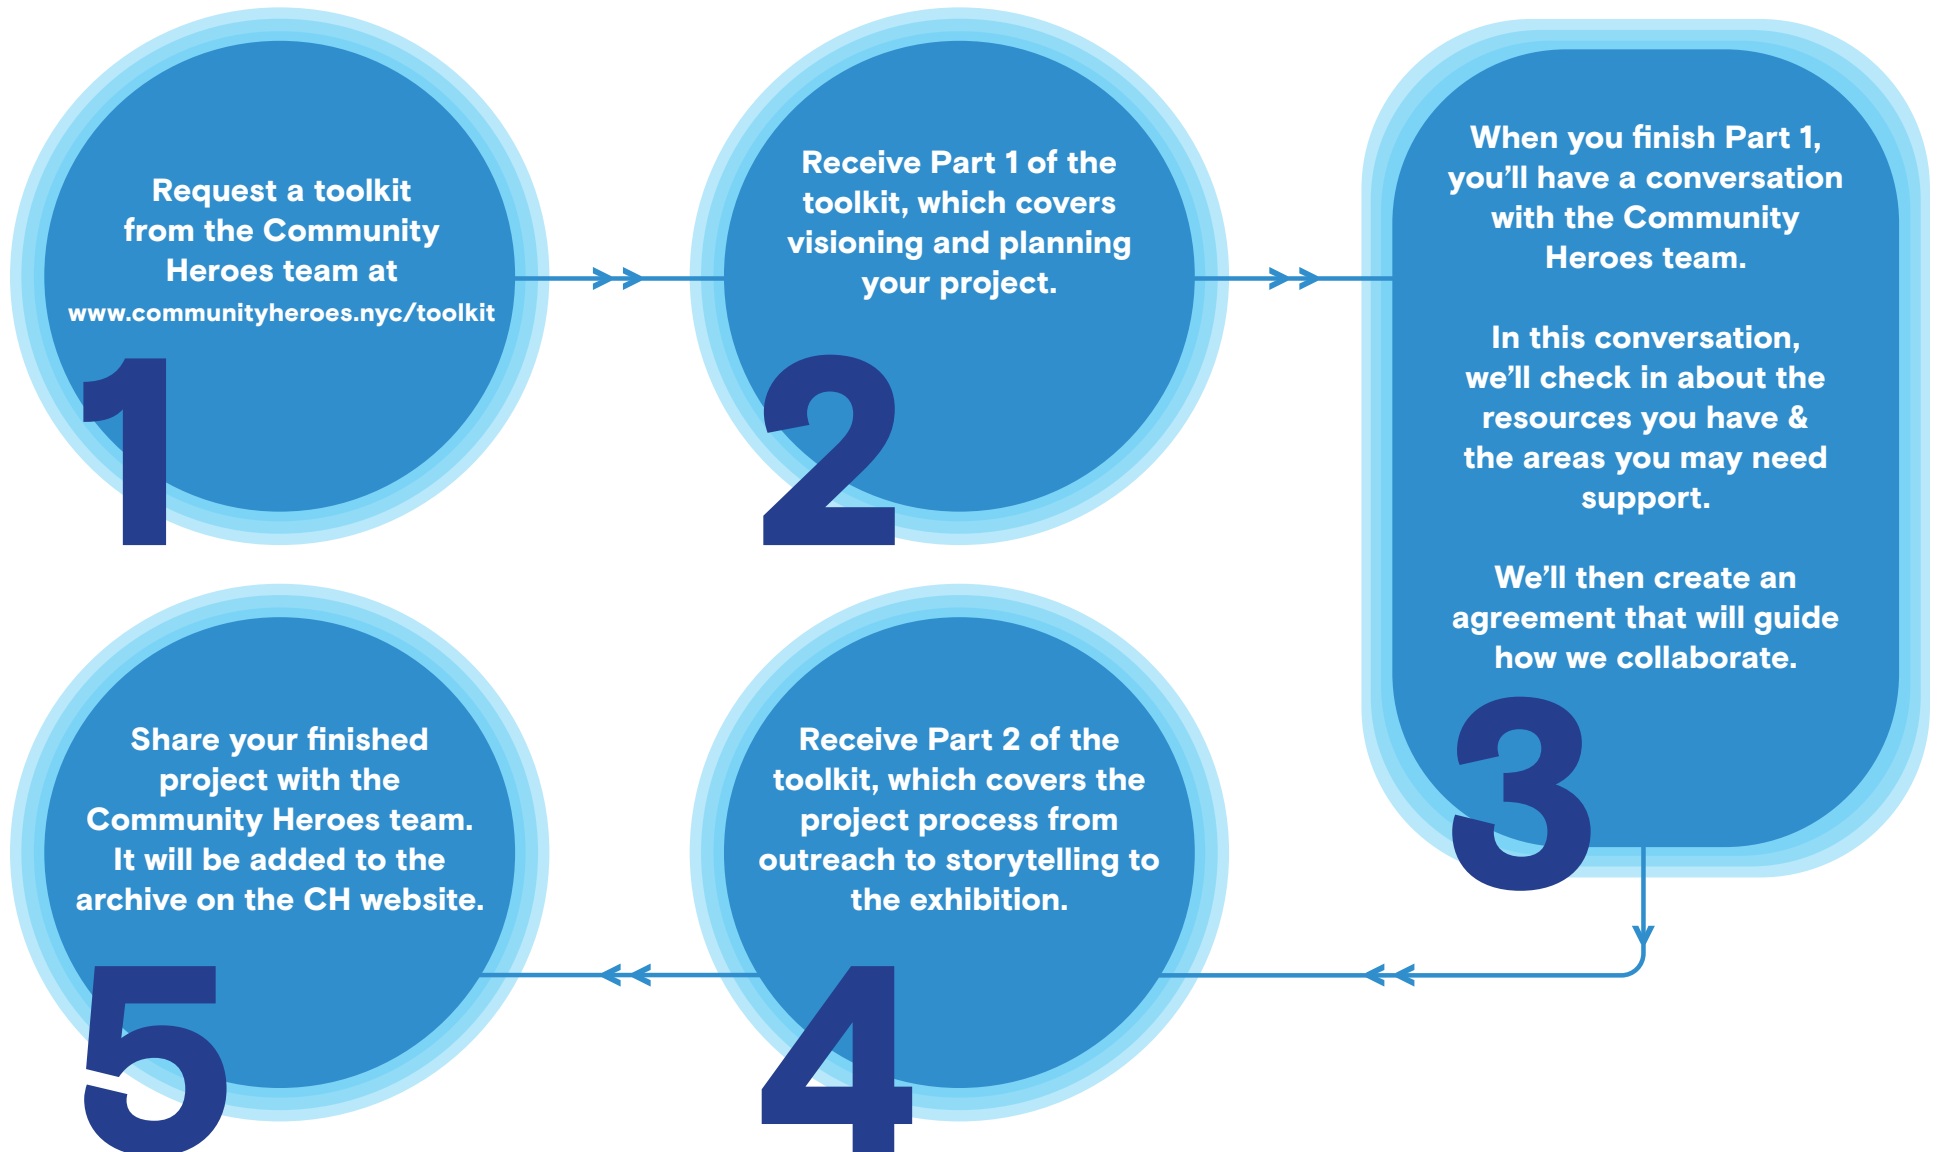 Request a toolkit
from the Community
Heroes team at
www.communityheroes.nyc/toolkit
1
Receive Part 1 of the
toolkit, which covers
visioning and planning
your project.
2
When you finish Part 1,
you'll have a conversation
with the Community
Heroes team.
In this conversation,
we'll check in about the
resources you have &
the areas you may need
support.
We'll then create an
agreement that will guide
how we collaborate.
3
Receive Part 2 of the
toolkit, which covers the
project process from
outreach to storytelling to
the exhibition.
4
Share your finished
project with the
Community Heroes team.
It will be added to the
archive on the CH website.
5